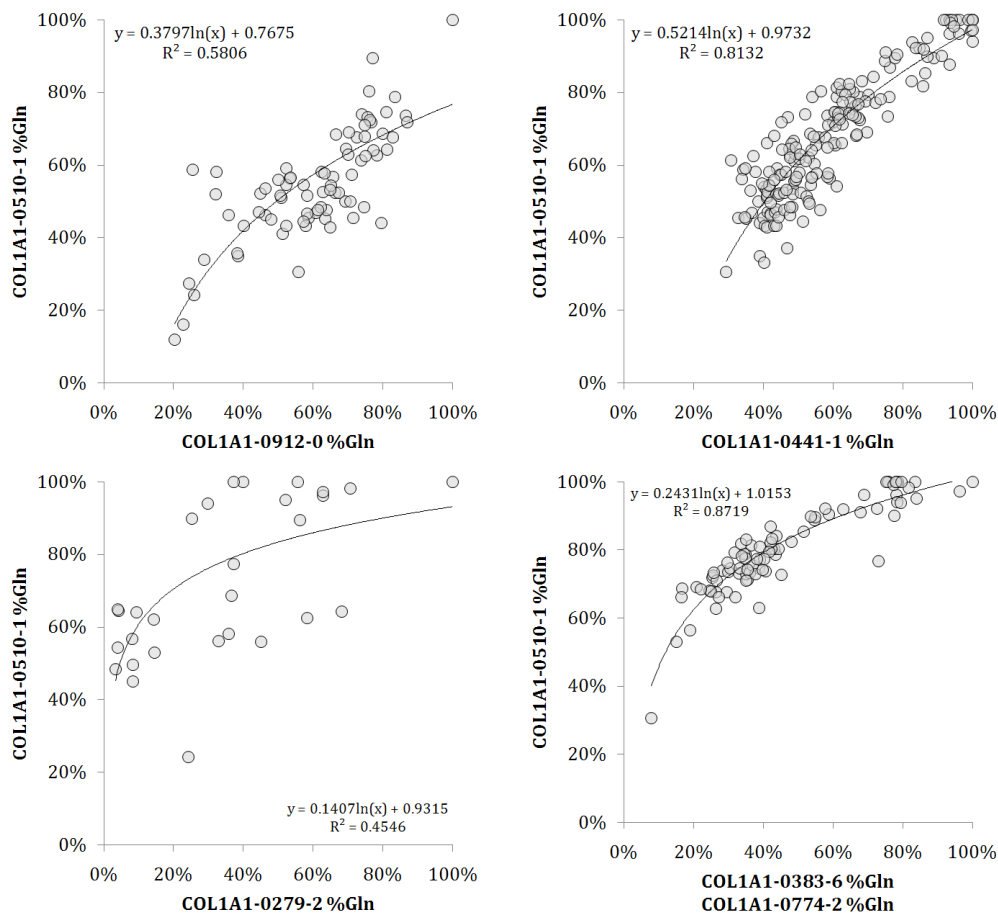 100%
80%
60%
40%
20%
0%
COL1A1-0510-1 %Gln
y = 0.3797ln(x) + 0.7675
R² = 0.5806
0% 20% 40% 60% 80% 100%
COL1A1-0912-0 %Gln
100%
80%
60%
40%
20%
0%
COL1A1-0510-1 %Gln
y = 0.5214ln(x) + 0.9732
R² = 0.8132
0% 20% 40% 60% 80% 100%
COL1A1-0441-1 %Gln
100%
80%
60%
40%
20%
0%
COL1A1-0510-1 %Gln
y = 0.1407ln(x) + 0.9315
R² = 0.4546
0% 20% 40% 60% 80% 100%
COL1A1-0279-2 %Gln
100%
80%
60%
40%
20%
0%
COL1A1-0510-1 %Gln
y = 0.2431ln(x) + 1.0153
R² = 0.8719
0% 20% 40% 60% 80% 100%
COL1A1-0383-6 %Gln
COL1A1-0774-2 %Gln